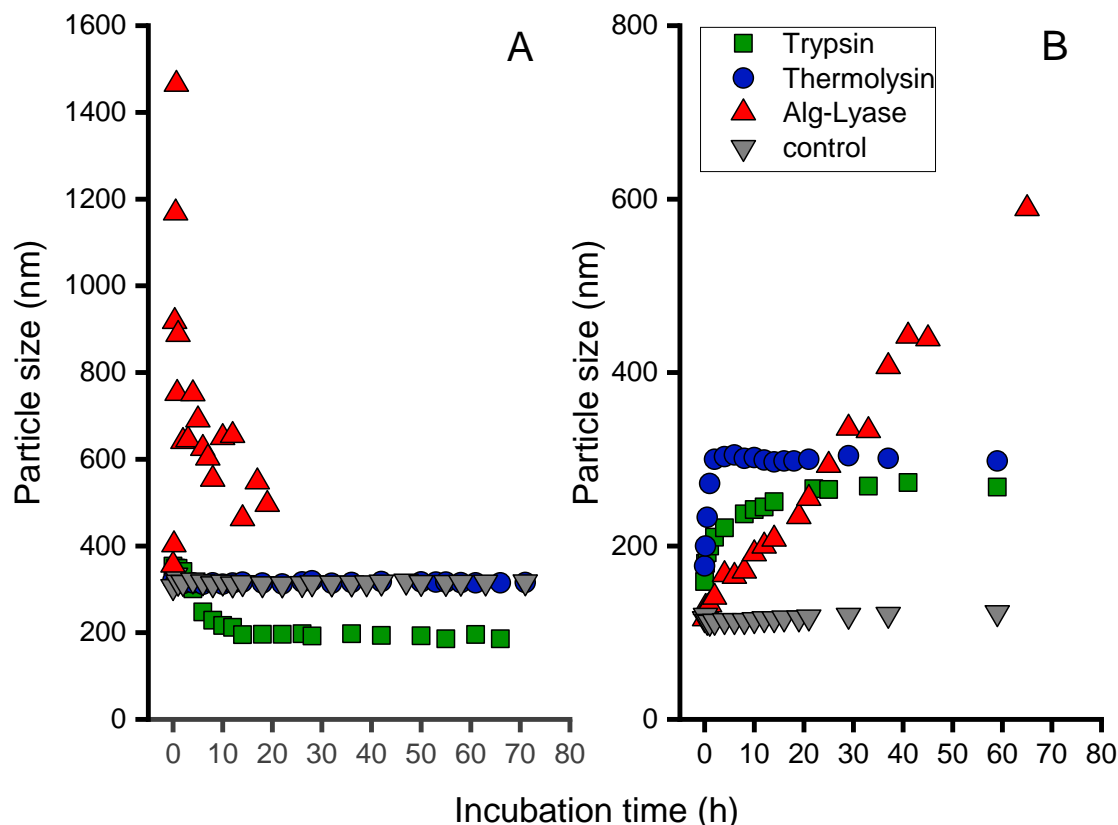 A
B
Particle size (nm)
1600
1400
1200
1000
800
600
400
200
0
0 10 20 30 40 50 60 70 80
Particle size (nm)
800
600
400
200
0
0 10 20 30 40 50 60 70 80
Trypsin
Thermolysin
Alg-Lyase
control
Incubation time (h)